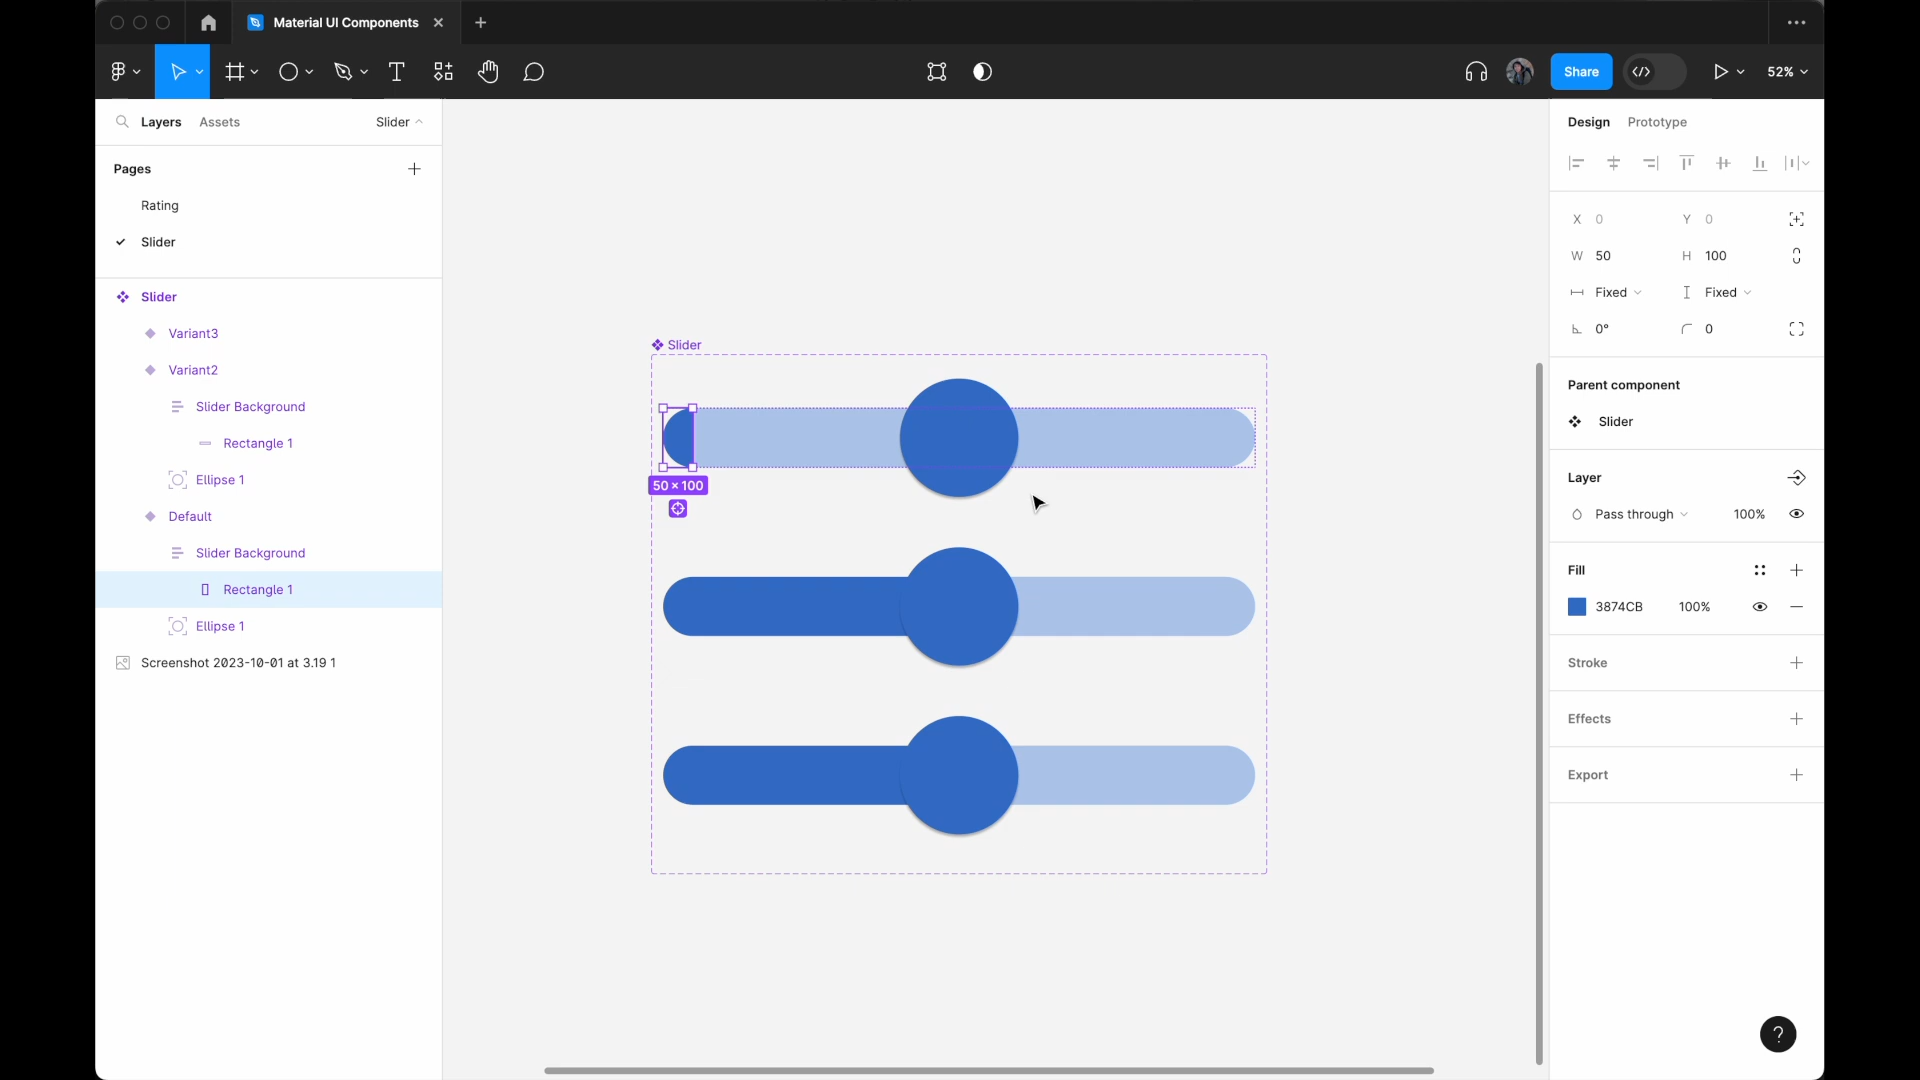 Material UI Components
Share
52%
Layers Assets Slider
Pages
Rating
Slider
Slider
Variant3
Variant2
Slider Background
Rectangle 1
Ellipse 1
Default
Slider Background
Rectangle 1
Ellipse 1
Screenshot 2023-10-01 at 3.19 1
Slider
50 × 100
Design Prototype
X 0 Y 0
W 50 H 100
Fixed Fixed
0° 0
Parent component
Slider
Layer
Pass through 100%
Fill
3874CB 100%
Stroke
Effects
Export
?